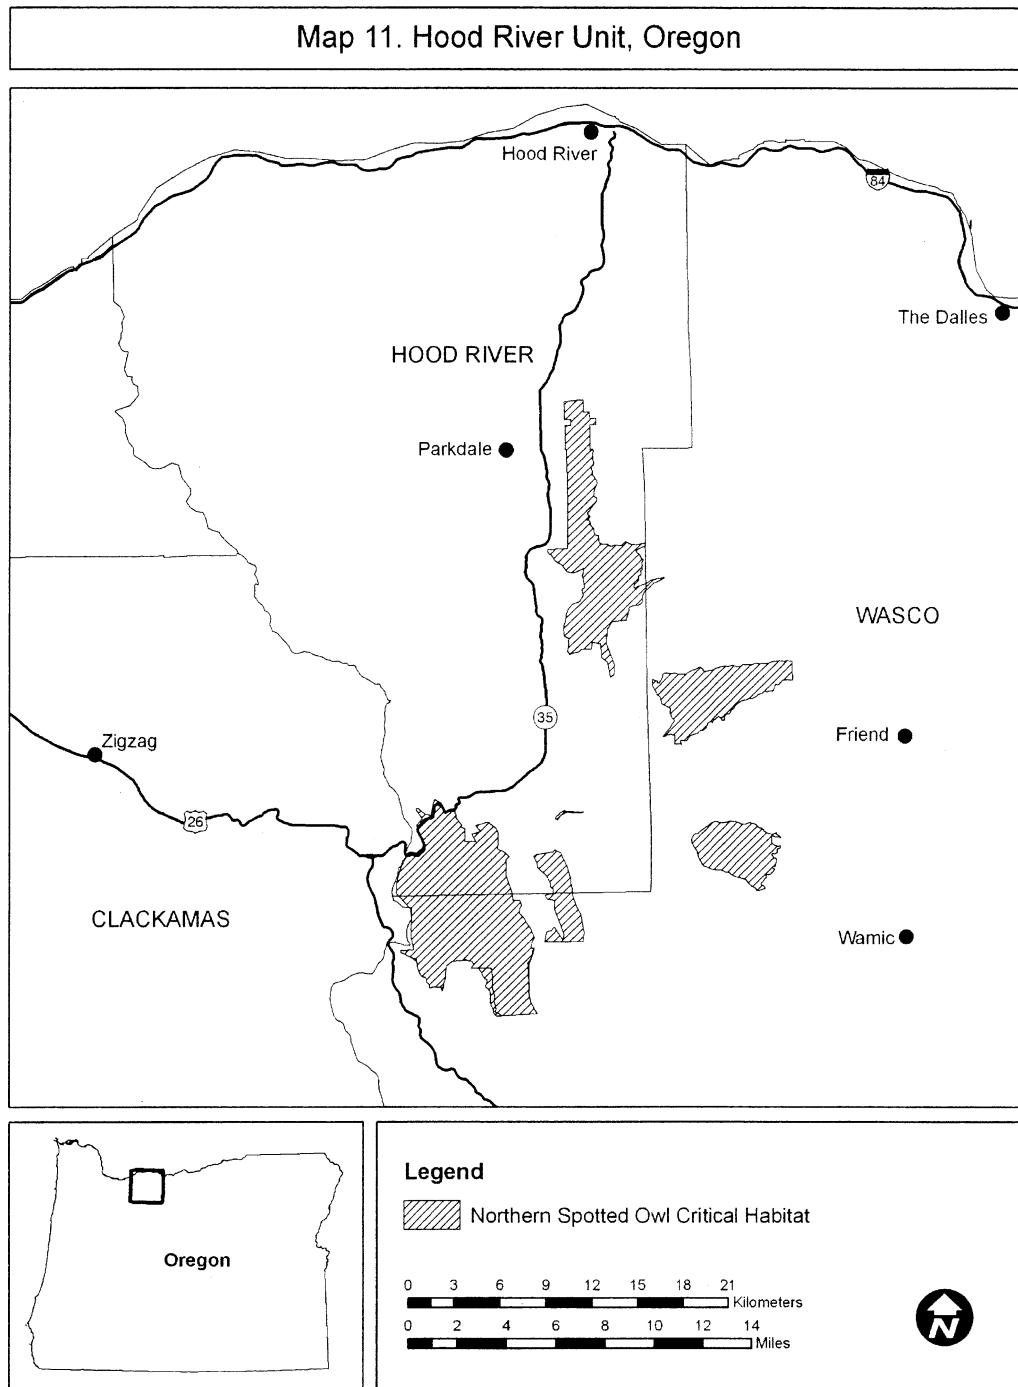 Map 11. Hood River Unit, Oregon
Hood River
84
The Dalles
HOOD RIVER
Parkdale
WASCO
35
Zigzag
Friend
26
CLACKAMAS
Wamic
Oregon
Legend
Northern Spotted Owl Critical Habitat
0 3 6 9 12 15 18 21
Kilometers
0 2 4 6 8 10 12 14
Miles
N